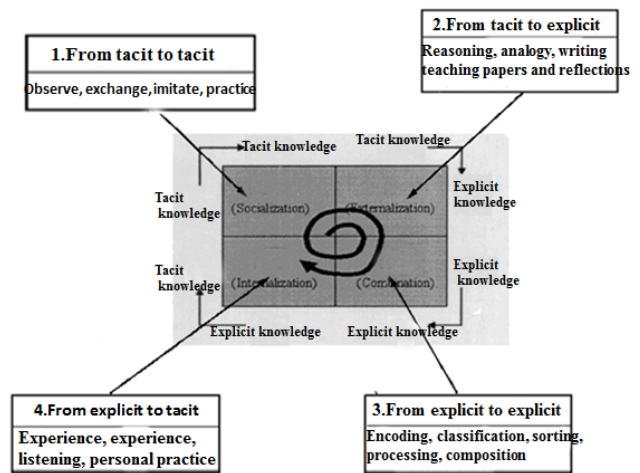 2.From tacit to explicit
Reasoning, analogy, writing
teaching papers and reflections
1.From tacit to tacit
Observe, exchange, imitate, practice
Tacit knowledge
Tacit knowledge
Tacit
knowledge
Explicit
knowledge
(Socialization)
(Externalization)
Tacit
knowledge
Explicit
knowledge
(Internalization)
(Combination)
Explicit knowledge
Explicit knowledge
4.From explicit to tacit
Experience, experience,
listening, personal practice
3.From explicit to explicit
Encoding, classification, sorting,
processing, composition